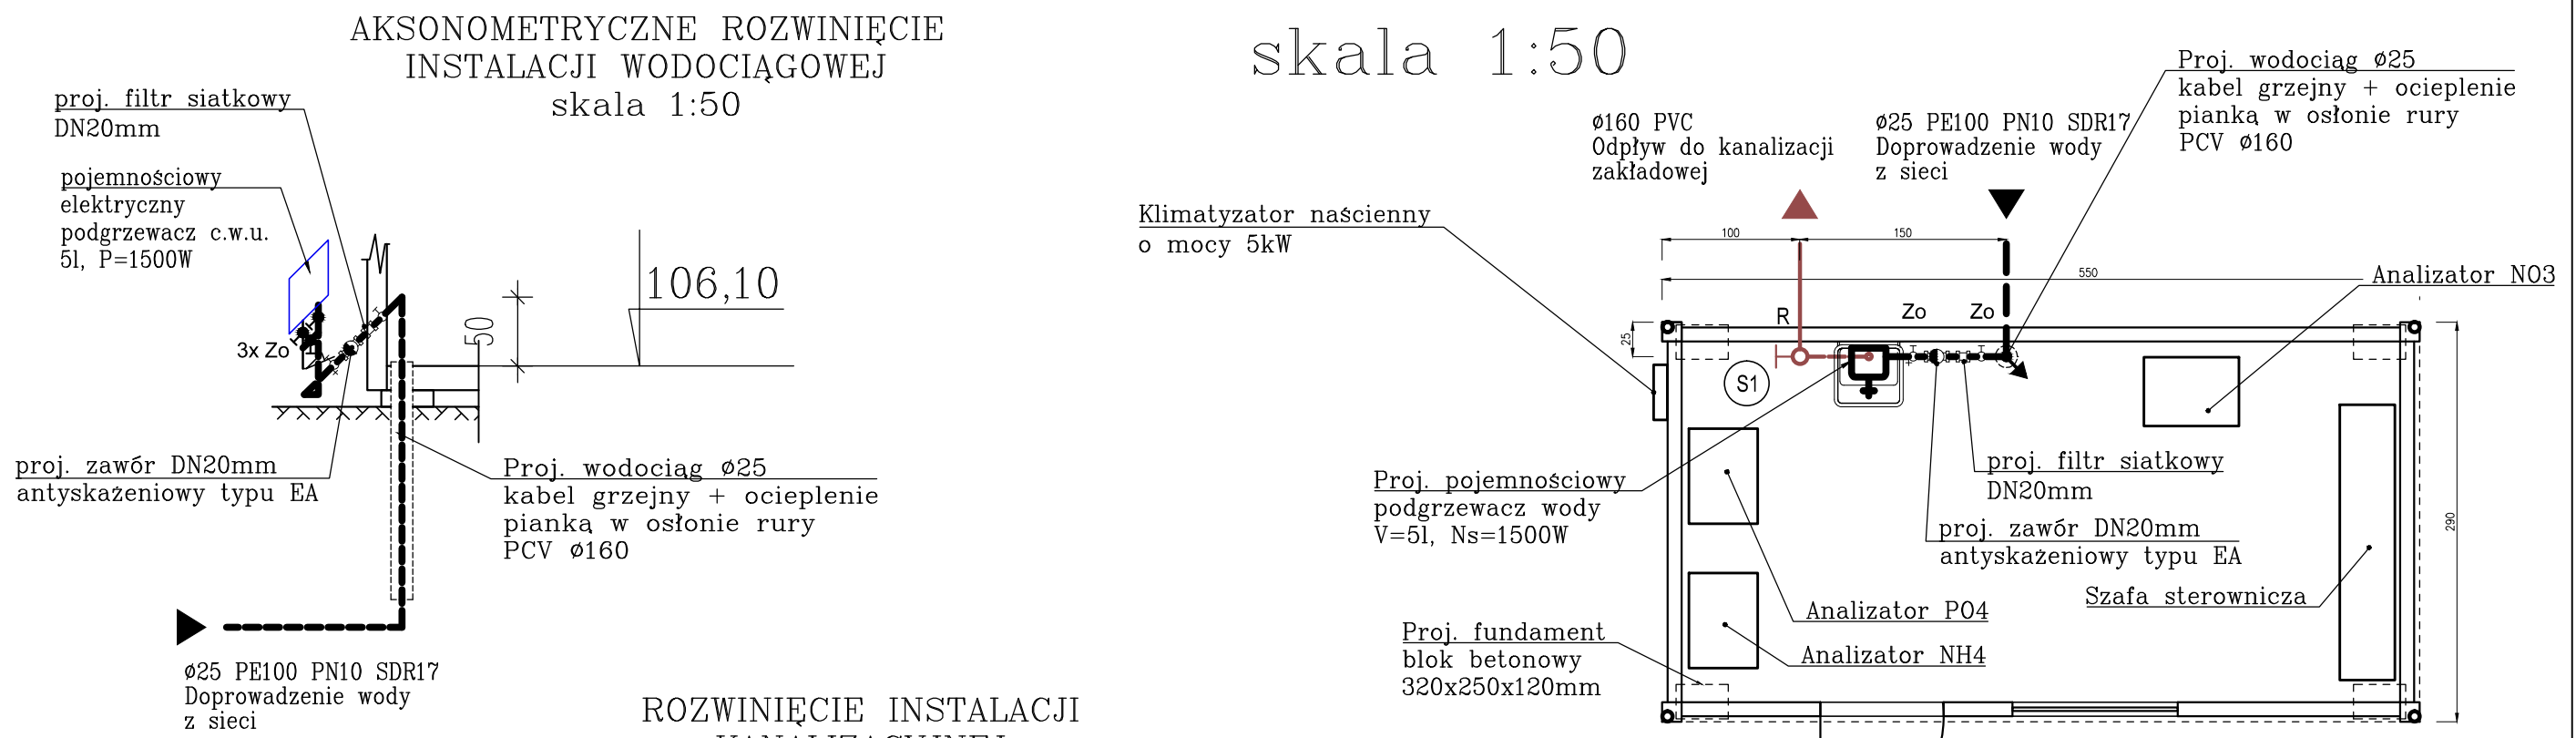 AKSONOMETRYCZNE ROZWINIĘCIE
INSTALACJI WODOCIĄGOWEJ
skala 1:50
proj. filtr siatkowy
DN20mm
pojemnościowy
elektryczny
podgrzewacz c.w.u.
5l, P=1500W
3x Zo
50
106,10
proj. zawór DN20mm
antyskażeniowy typu EA
Proj. wodociąg ø25
kabel grzejny + ocieplenie
pianką w osłonie rury
PCV ø160
ø25 PE100 PN10 SDR17
Doprowadzenie wody
z sieci
ROZWINIĘCIE INSTALACJI
KANALIZACYJNEJ
skala 1:50
Proj. wodociąg ø25
kabel grzejny + ocieplenie
pianką w osłonie rury
PCV ø160
ø160 PVC
Odpływ do kanalizacji
zakładowej
ø25 PE100 PN10 SDR17
Doprowadzenie wody
z sieci
Klimatyzator naścienny
o mocy 5kW
100
150
550
Analizator NO3
25
R
Zo
Zo
S1
Proj. pojemnościowy
podgrzewacz wody
V=5l, Ns=1500W
proj. filtr siatkowy
DN20mm
proj. zawór DN20mm
antyskażeniowy typu EA
290
Szafa sterownicza
Analizator PO4
Analizator NH4
Proj. fundament
blok betonowy
320x250x120mm